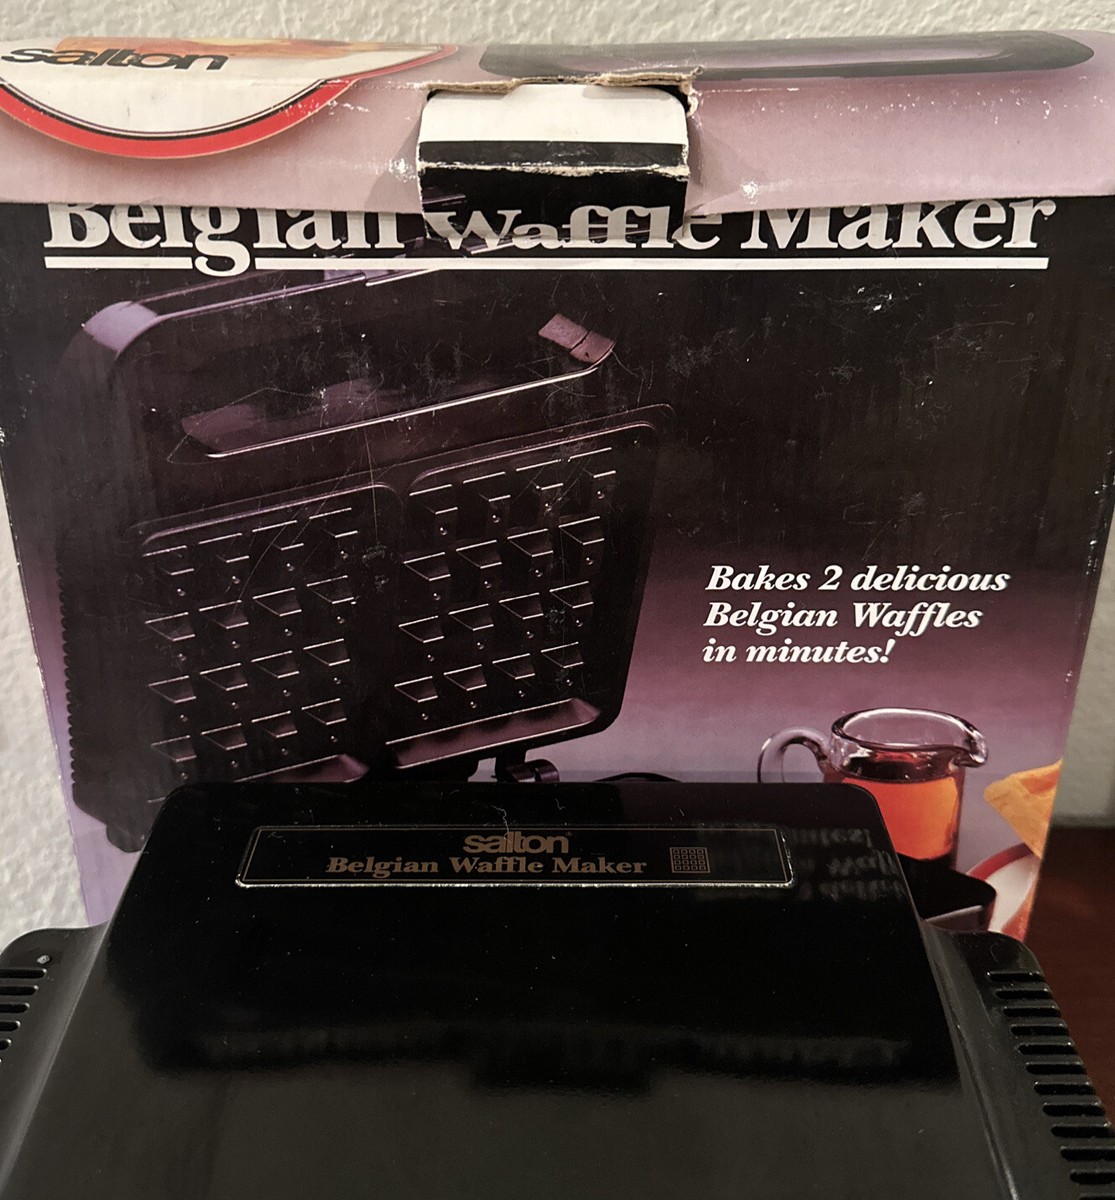 salton
Belgian Waffle Maker
Bakes 2 delicious
Belgian Waffles
in minutes!
salton®
Belgian Waffle Maker